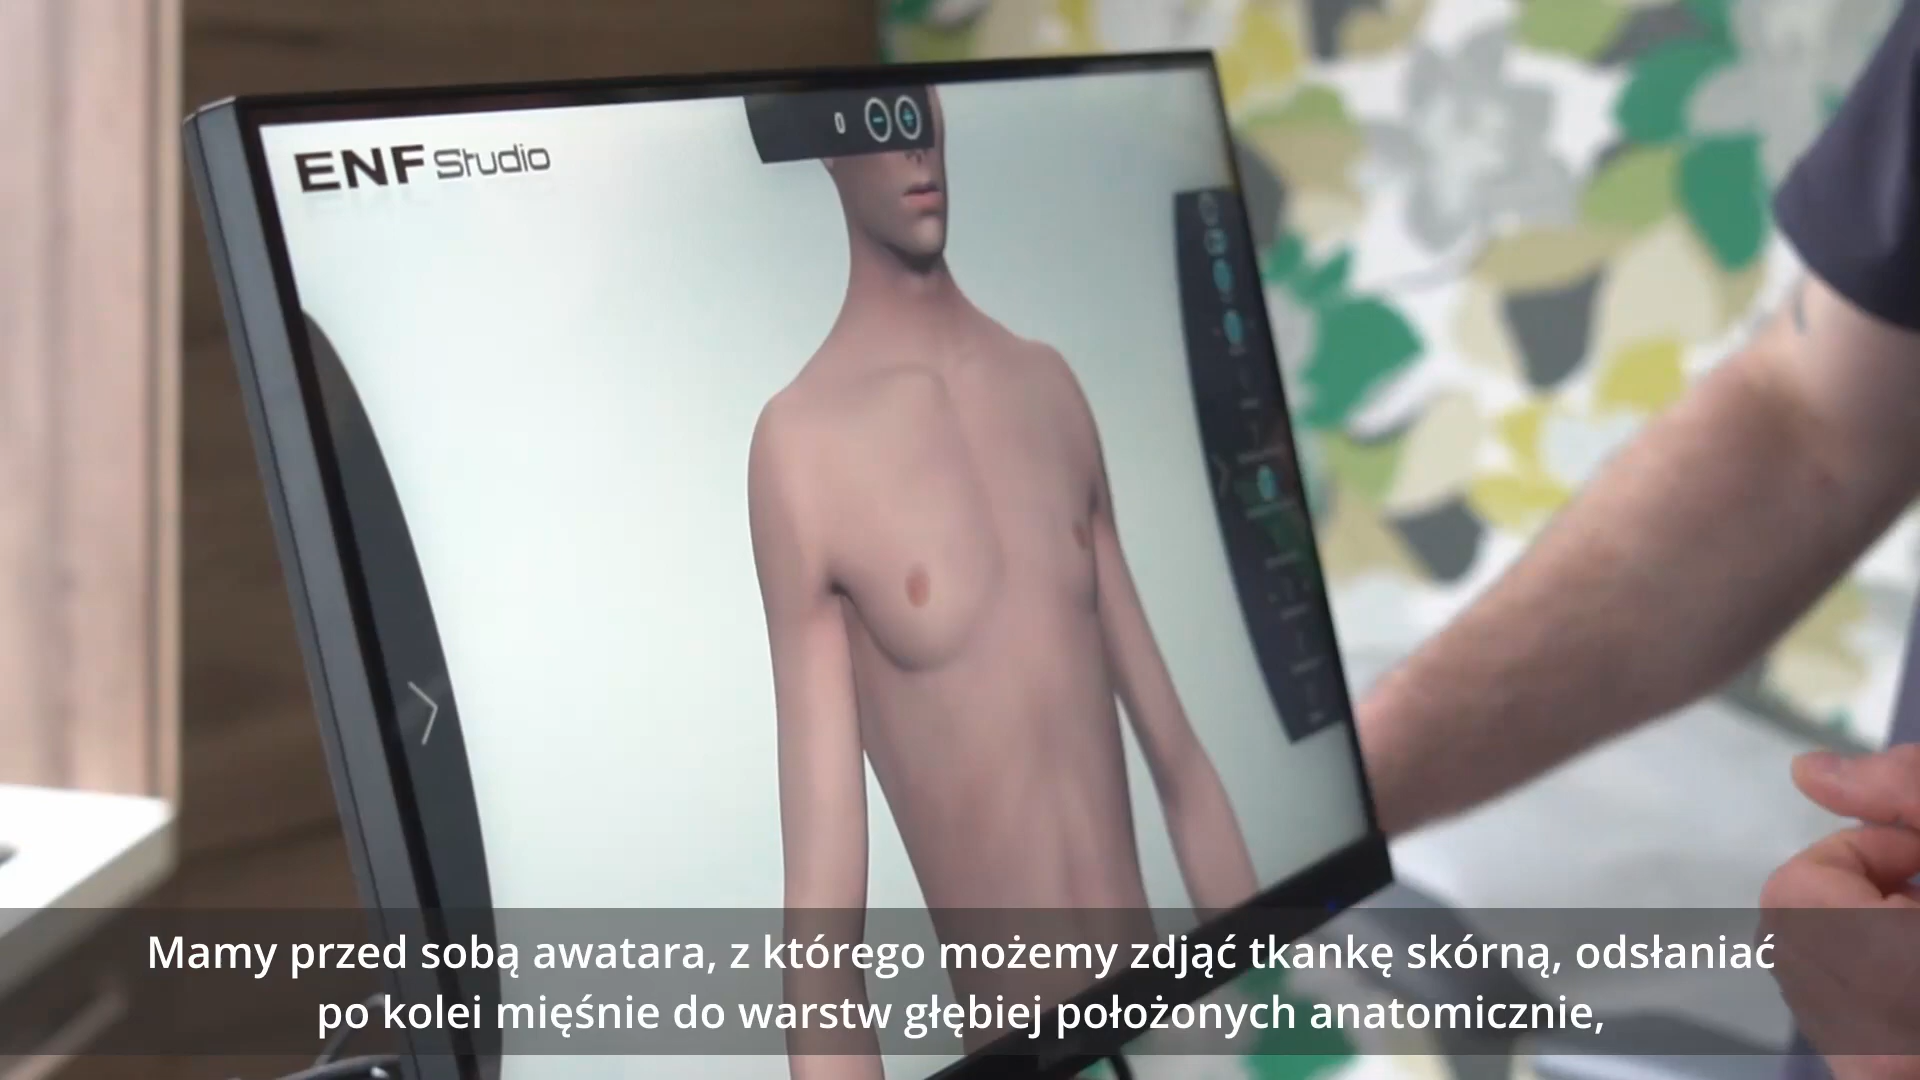 ENF Studio
0
Mamy przed sobą awatara, z którego możemy zdjąć tkankę skórną, odsłaniać
po kolei mięśnie do warstw głębiej położonych anatomicznie,